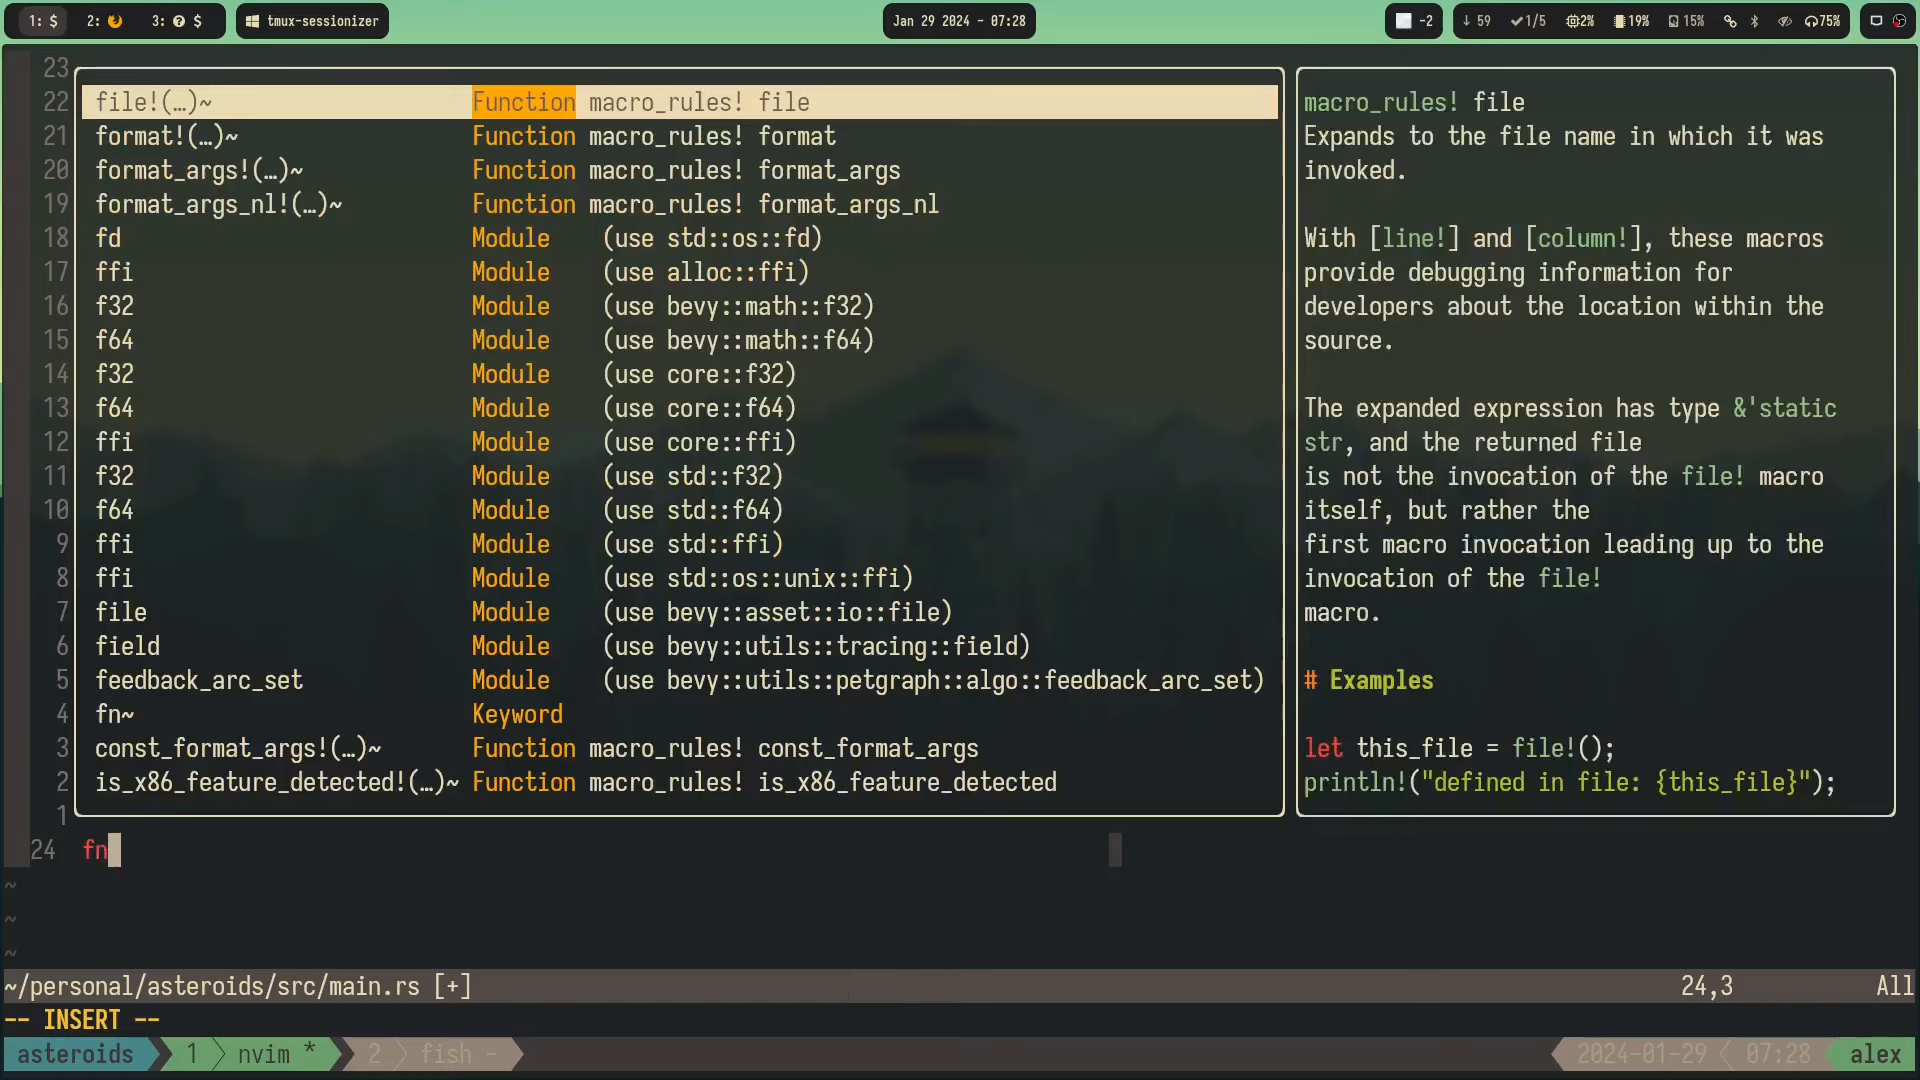 1: $ 2: 3: $ tmux-sessionizer Jan 29 2024 - 07:28 -2 ↓ 59 ✓1/5 2% 19% 15% 75%
23
22 file!(…)~ Function macro_rules! file
21 format!(…)~ Function macro_rules! format
20 format_args!(…)~ Function macro_rules! format_args
19 format_args_nl!(…)~ Function macro_rules! format_args_nl
18 fd Module (use std::os::fd)
17 ffi Module (use alloc::ffi)
16 f32 Module (use bevy::math::f32)
15 f64 Module (use bevy::math::f64)
14 f32 Module (use core::f32)
13 f64 Module (use core::f64)
12 ffi Module (use core::ffi)
11 f32 Module (use std::f32)
10 f64 Module (use std::f64)
9 ffi Module (use std::ffi)
8 ffi Module (use std::os::unix::ffi)
7 file Module (use bevy::asset::io::file)
6 field Module (use bevy::utils::tracing::field)
5 feedback_arc_set Module (use bevy::utils::petgraph::algo::feedback_arc_set)
4 fn~ Keyword
3 const_format_args!(…)~ Function macro_rules! const_format_args
2 is_x86_feature_detected!(…)~ Function macro_rules! is_x86_feature_detected
1
macro_rules! file
Expands to the file name in which it was
invoked.
With [line!] and [column!], these macros
provide debugging information for
developers about the location within the
source.
The expanded expression has type &'static
str, and the returned file
is not the invocation of the file! macro
itself, but rather the
first macro invocation leading up to the
invocation of the file!
macro.
# Examples
let this_file = file!();
println!("defined in file: {this_file}");
24 fn
~
~
~
~/personal/asteroids/src/main.rs [+] 24,3 All
-- INSERT --
asteroids 1 nvim * 2 fish - 2024-01-29 07:28 alex